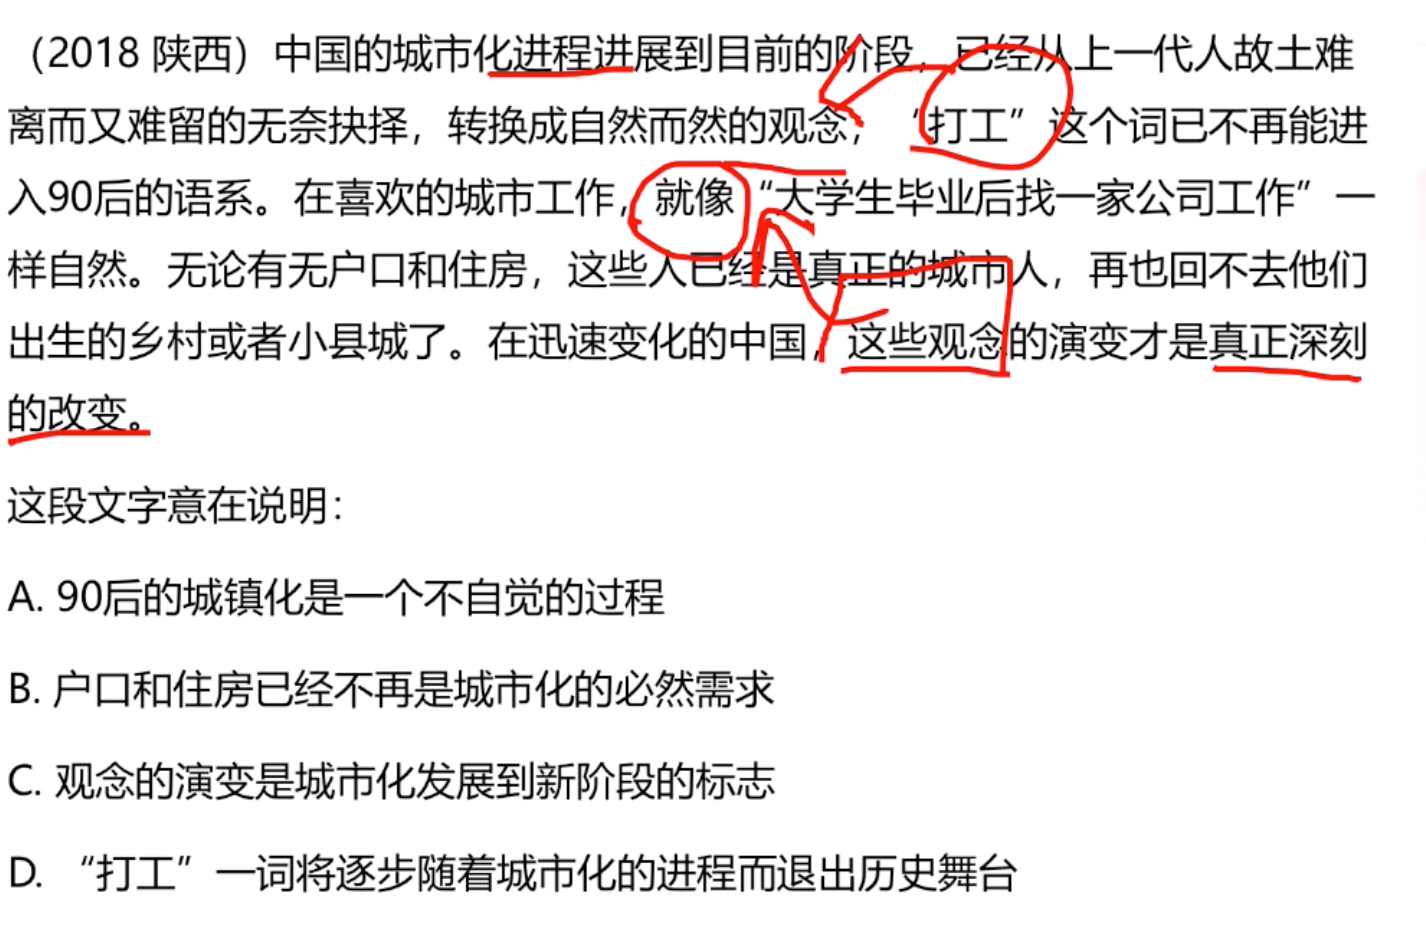 （2018 陕西）中国的城市化进程进展到目前的阶段，已经从上一代人故土难
离而又难留的无奈抉择，转换成自然而然的观念，“打工”这个词已不再能进
入90后的语系。在喜欢的城市工作，就像“大学生毕业后找一家公司工作”一
样自然。无论有无户口和住房，这些人已经是真正的城市人，再也回不去他们
出生的乡村或者小县城了。在迅速变化的中国，这些观念的演变才是真正深刻
的改变。
这段文字意在说明：
A. 90后的城镇化是一个不自觉的过程
B. 户口和住房已经不再是城市化的必然需求
C. 观念的演变是城市化发展到新阶段的标志
D. “打工”一词将逐步随着城市化的进程而退出历史舞台